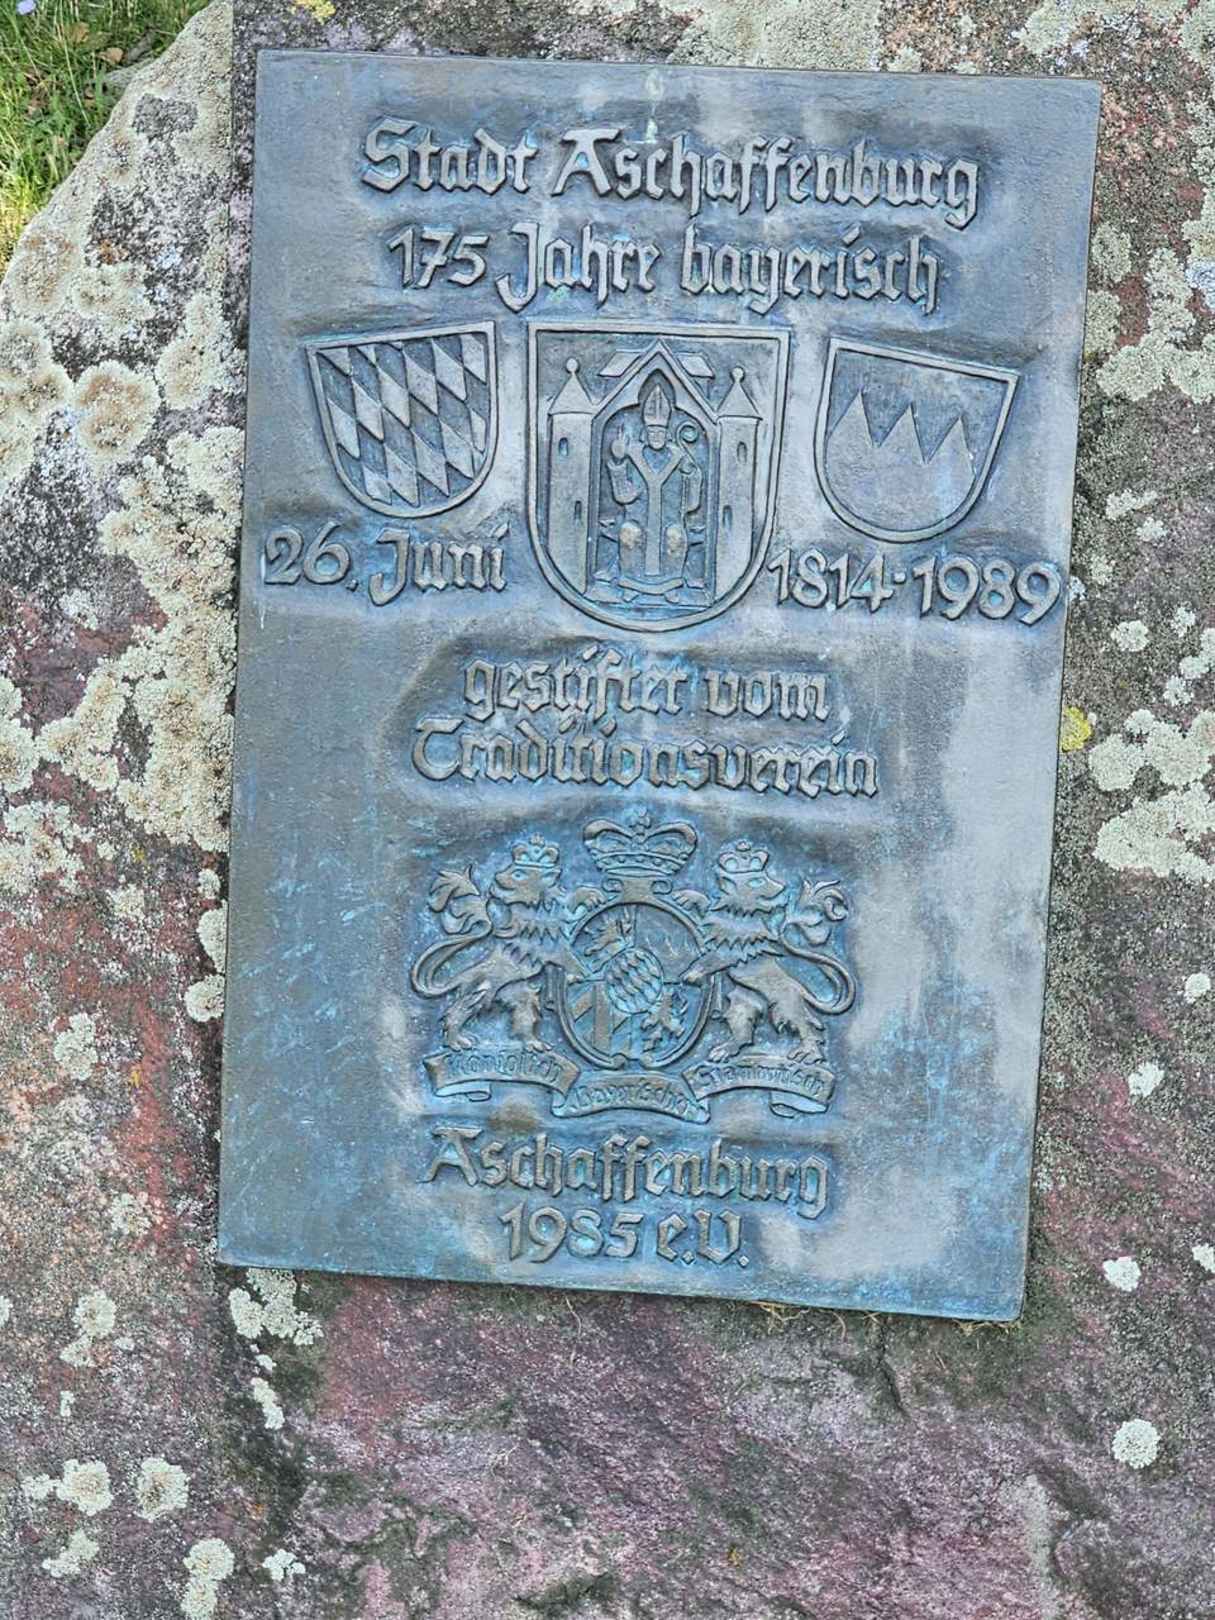 Stadt Aschaffenburg
175 Jahre bayerisch
26. Juni 1814-1989
gestiftet vom
Traditionsverein
Königlich Bayerischer Stammtisch
Aschaffenburg
1985 e.V.